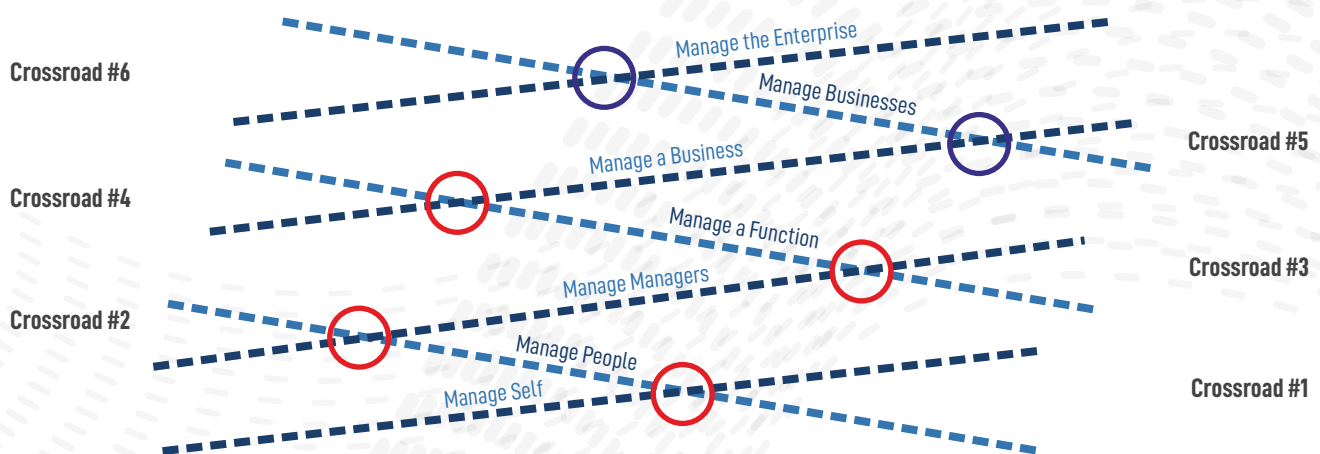 Manage the Enterprise
Crossroad #6
Manage Businesses
Crossroad #5
Manage a Business
Crossroad #4
Manage a Function
Crossroad #3
Manage Managers
Crossroad #2
Manage People
Crossroad #1
Manage Self